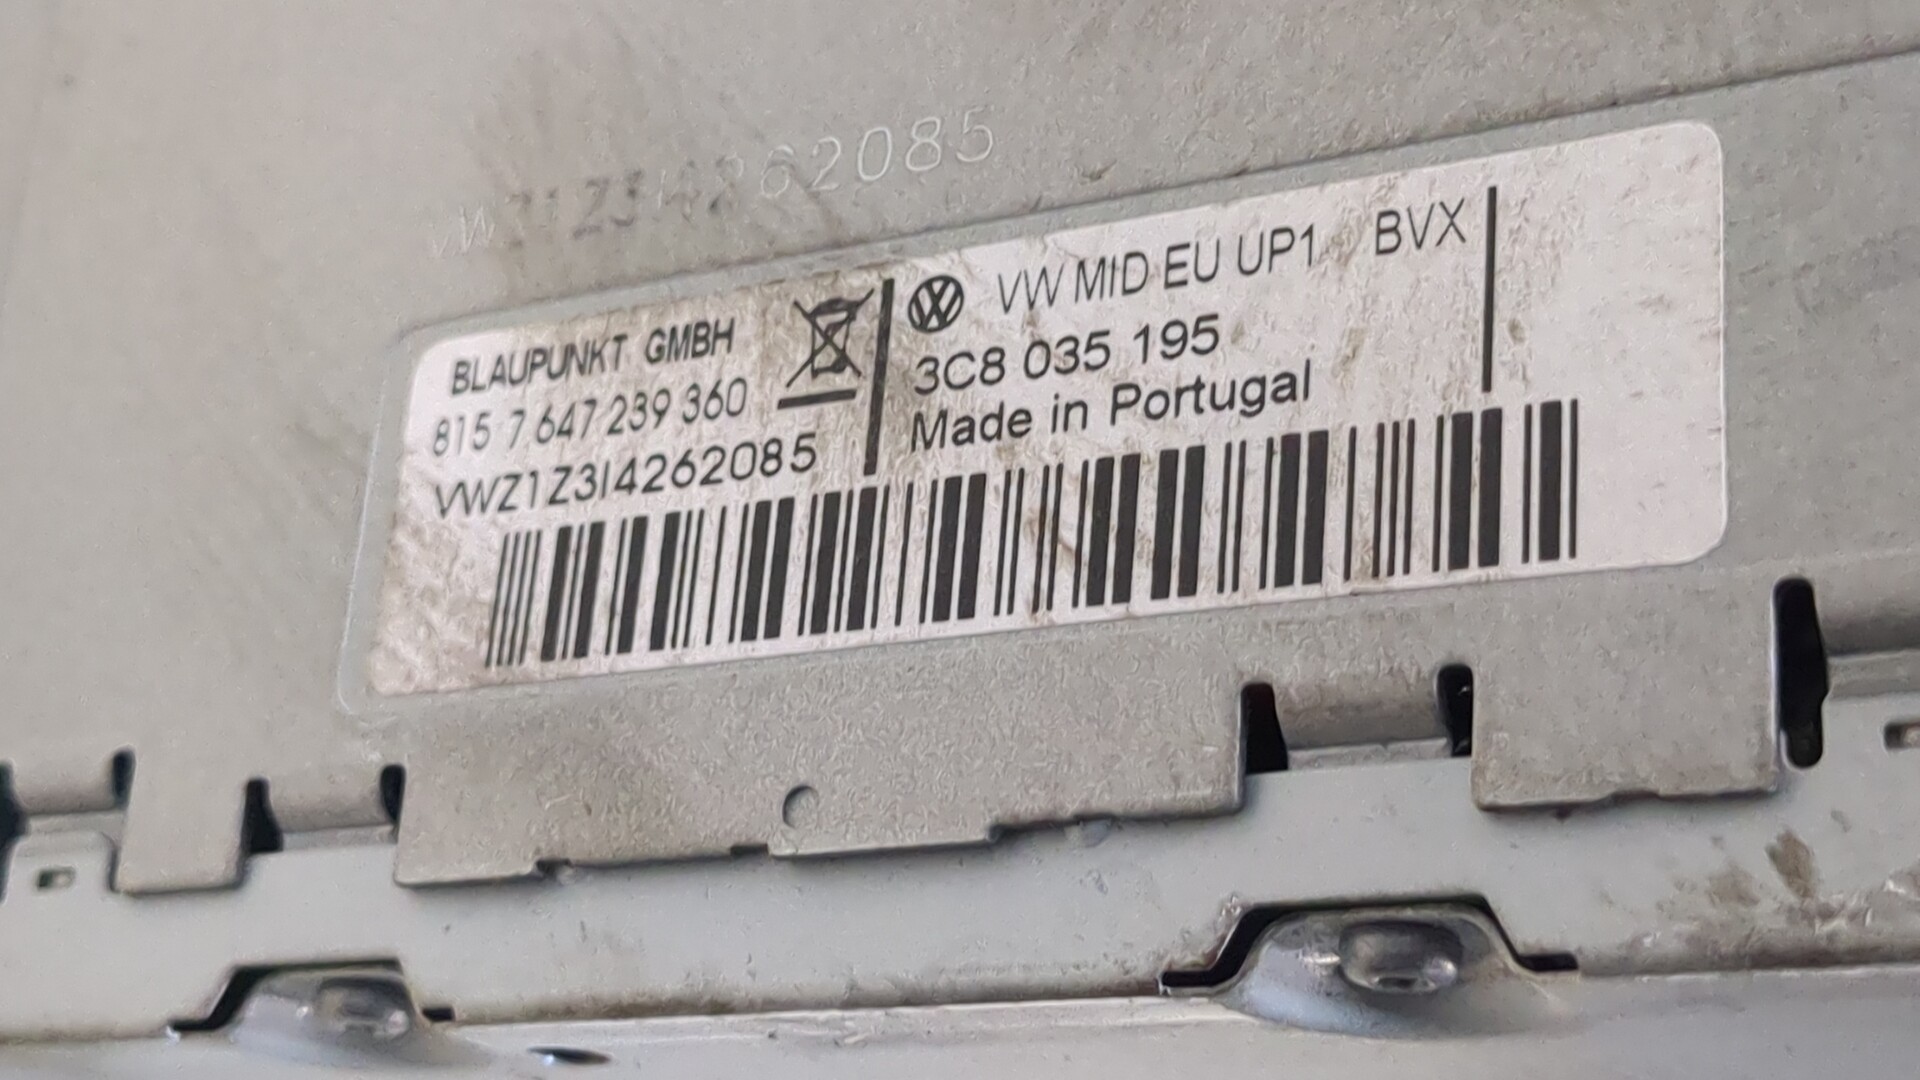 VWZ1Z3I4262085
BLAUPUNKT GMBH
815 7 647 239 360
VWZ1Z3I4262085
VW MID EU UP1 BVX
3C8 035 195
Made in Portugal